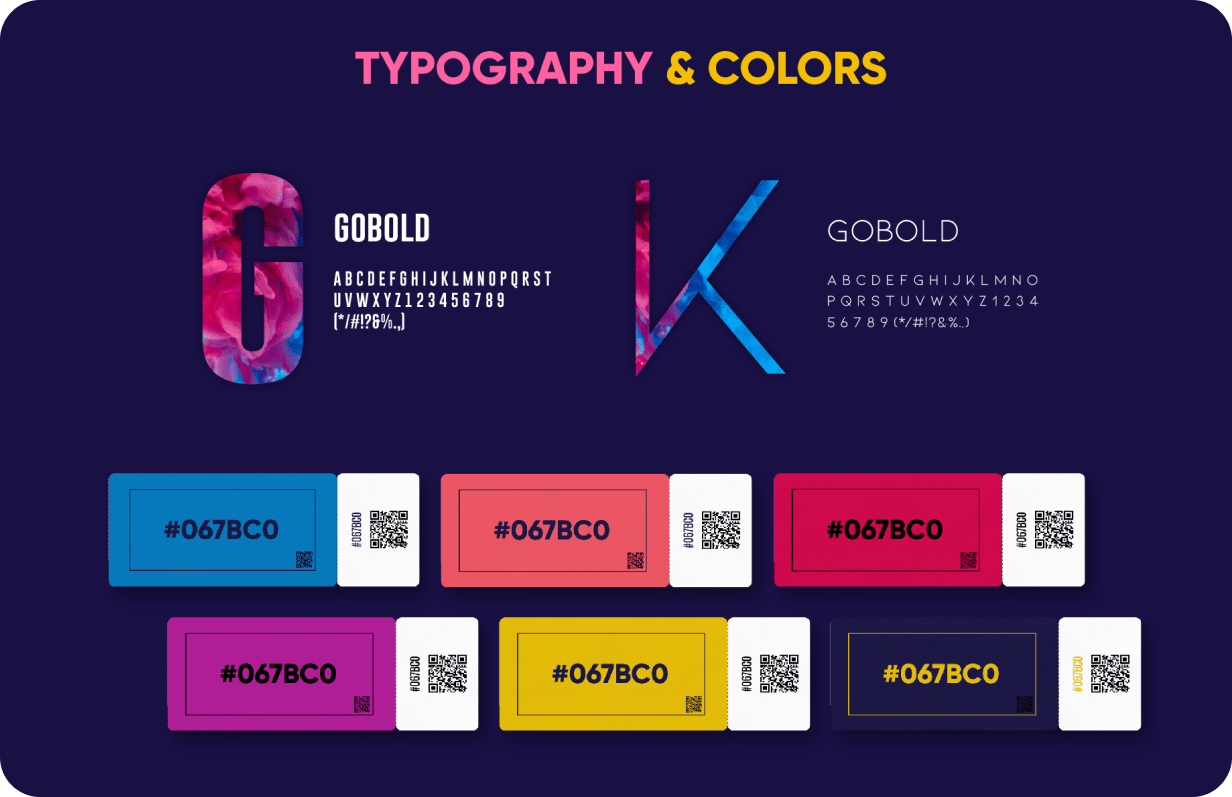 TYPOGRAPHY & COLORS
G
GOBOLD
ABCDEFGHIJKLMNOPQRST
UVWXYZ123456789
(*/#!?&%.,)
K
GOBOLD
ABCDEFGHIJKLMNO
PQRSTUVWXYZ1234
56789(*/#!?&%..)
#067BC0
#067BC0
#067BC0
#067BC0
#067BC0
#067BC0
#067BC0
#067BC0
#067BC0
#067BC0
#067BC0
#067BC0